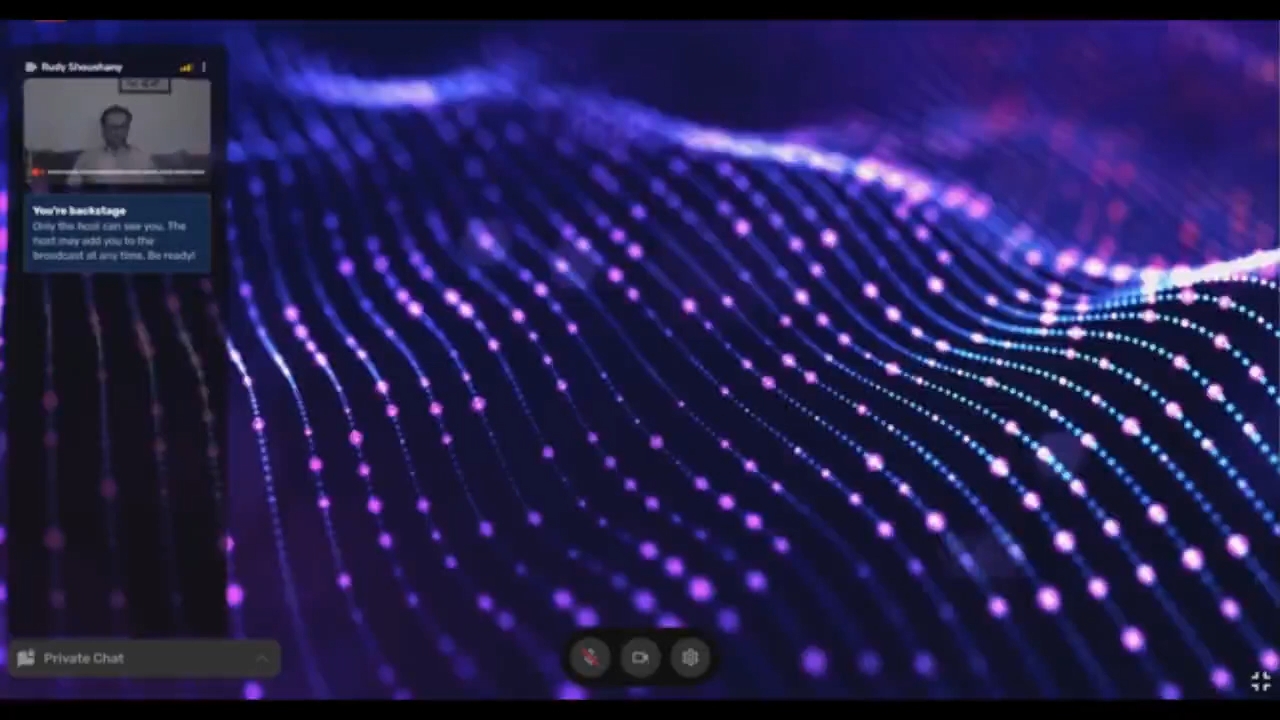 Rudy Shoushany
You're backstage
Only the host can see you. The
host may add you to the
broadcast at any time. Be ready!
Private Chat